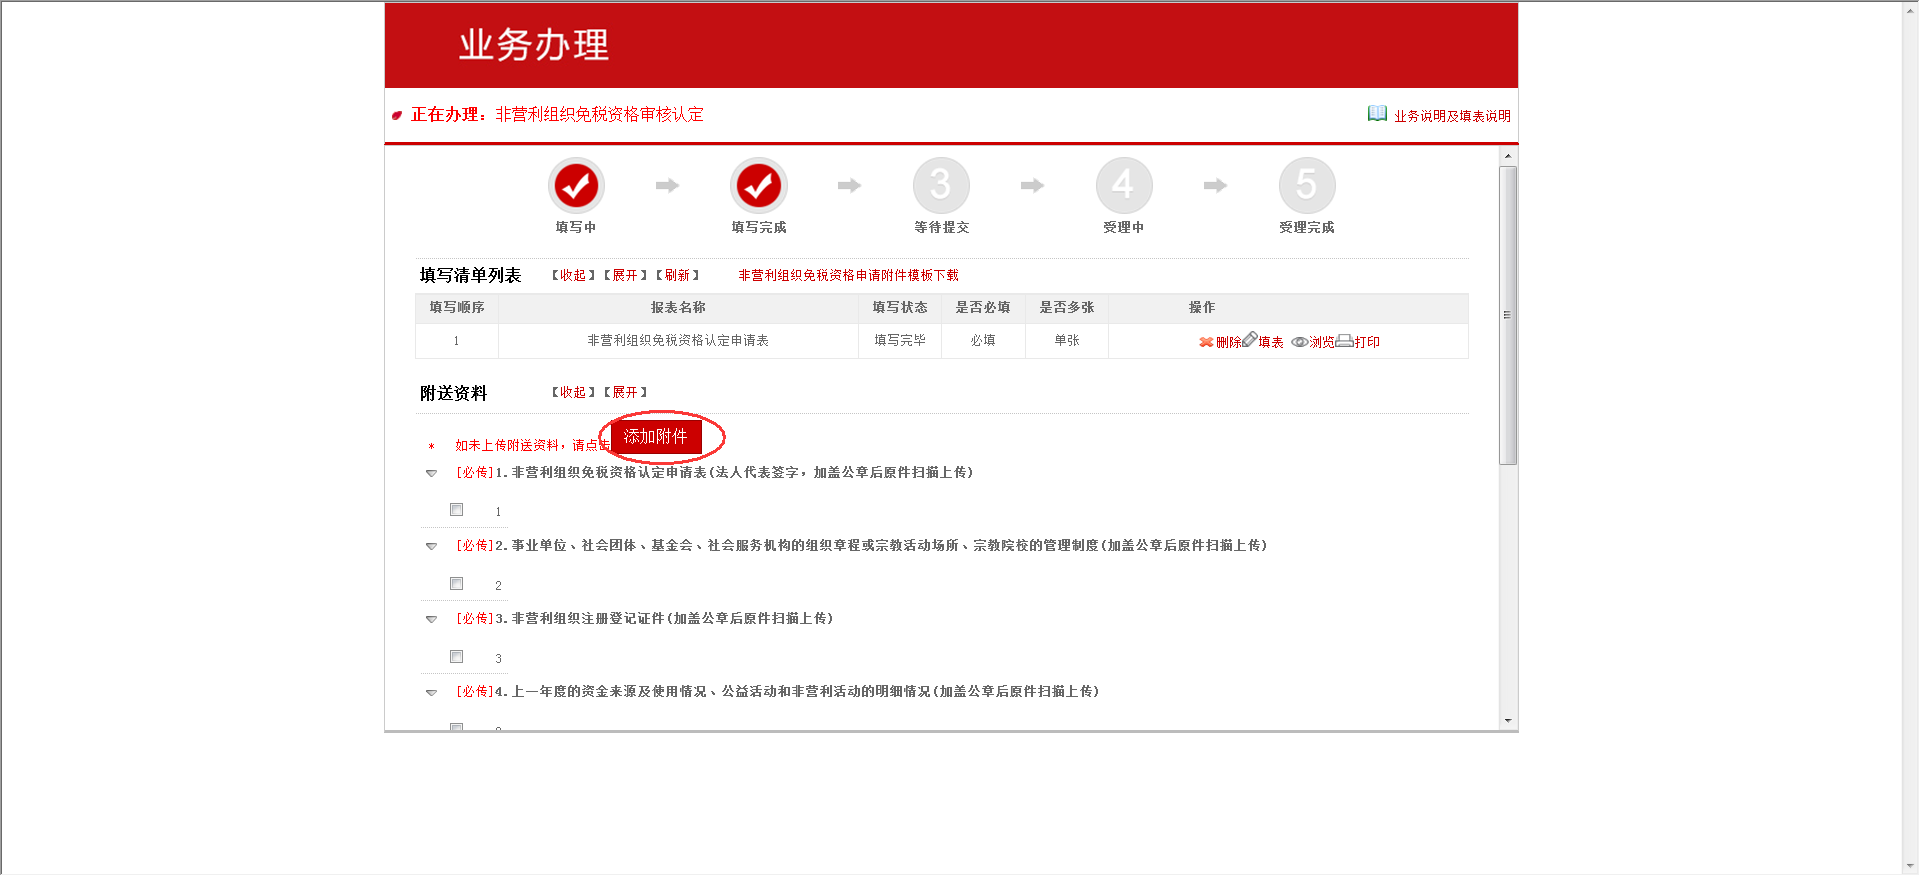 业务办理
正在办理：非营利组织免税资格审核认定
业务说明及填表说明
3 4 5
填写中 填写完成 等待提交 受理中 受理完成
填写清单列表 【收起】【展开】【刷新】 非营利组织免税资格申请附件模板下载
填写顺序 报表名称 填写状态 是否必填 是否多张 操作
1 非营利组织免税资格认定申请表 填写完毕 必填 单张 删除 填表 浏览 打印
附送资料 【收起】【展开】
* 如未上传附送资料，请点击 添加附件
[必传]1.非营利组织免税资格认定申请表(法人代表签字，加盖公章后原件扫描上传)
1
[必传]2.事业单位、社会团体、基金会、社会服务机构的组织章程或宗教活动场所、宗教院校的管理制度(加盖公章后原件扫描上传)
2
[必传]3.非营利组织注册登记证件(加盖公章后原件扫描上传)
3
[必传]4.上一年度的资金来源及使用情况、公益活动和非营利活动的明细情况(加盖公章后原件扫描上传)